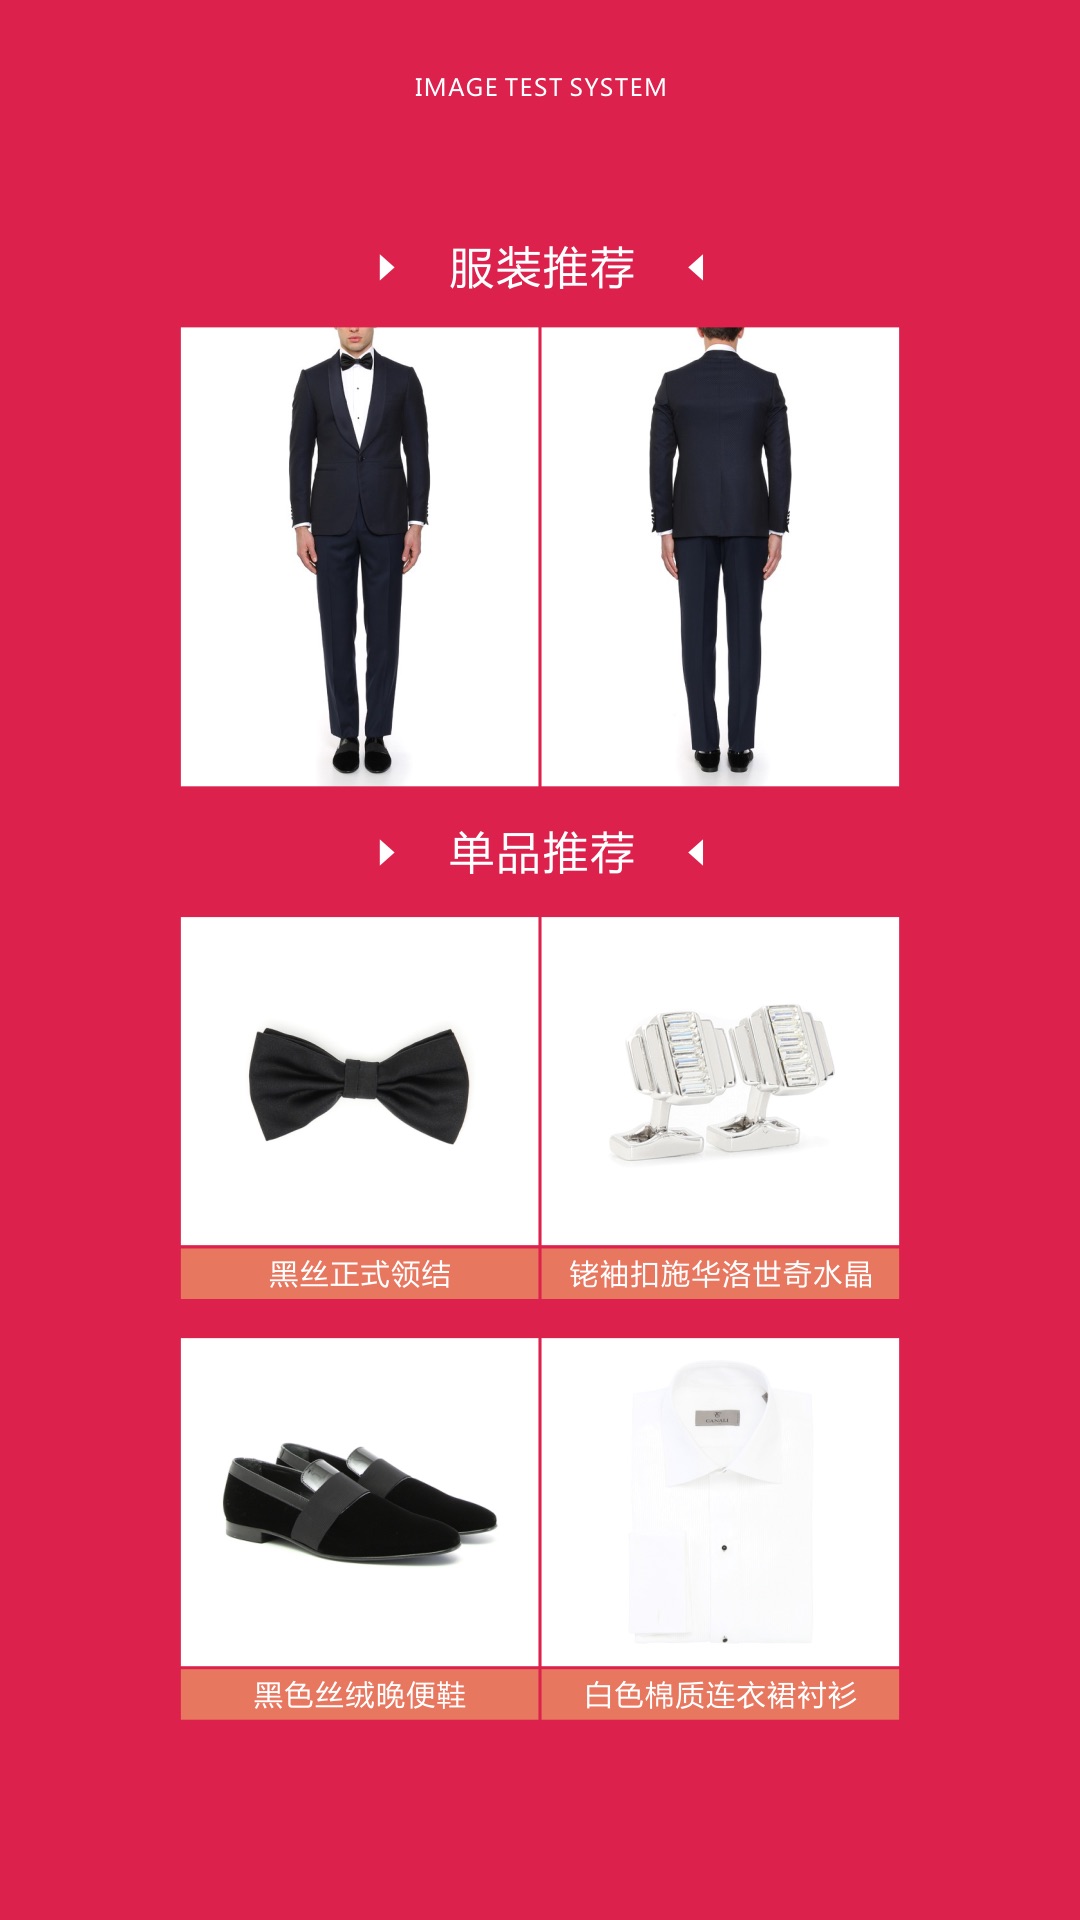 IMAGE TEST SYSTEM
服装推荐
单品推荐
黑丝正式领结
铑袖扣施华洛世奇水晶
CANALI
黑色丝绒晚便鞋
白色棉质连衣裙衬衫